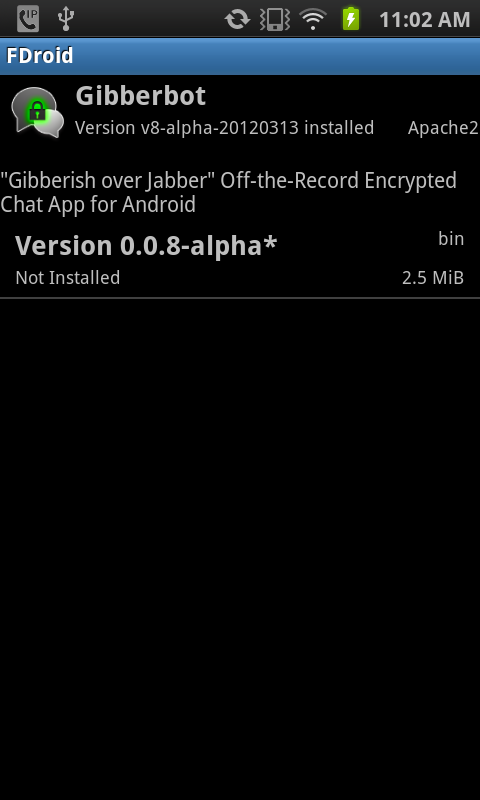 11:02 AM
FDroid
Gibberbot
Version v8-alpha-20120313 installed Apache2
"Gibberish over Jabber" Off-the-Record Encrypted
Chat App for Android
Version 0.0.8-alpha* bin
Not Installed 2.5 MiB